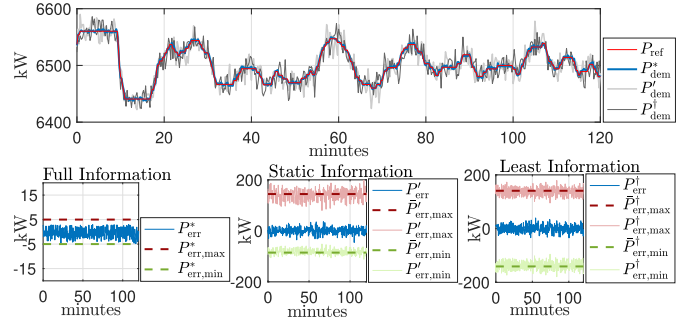 6600
6500
6400
kW
0 20 40 60 80 100 120
minutes
P_ref
P*_dem
P′_dem
P†_dem
Full Information
15
5
-5
-15
kW
0 50 100
minutes
P*_err
P*_err,max
P*_err,min
Static Information
200
-200
kW
0 50 100
minutes
P′_err
P̄′_err,max
P′_err,max
P̄′_err,min
P′_err,min
Least Information
200
-200
kW
0 50 100
minutes
P†_err
P̄†_err,max
P†_err,max
P̄†_err,min
P†_err,min